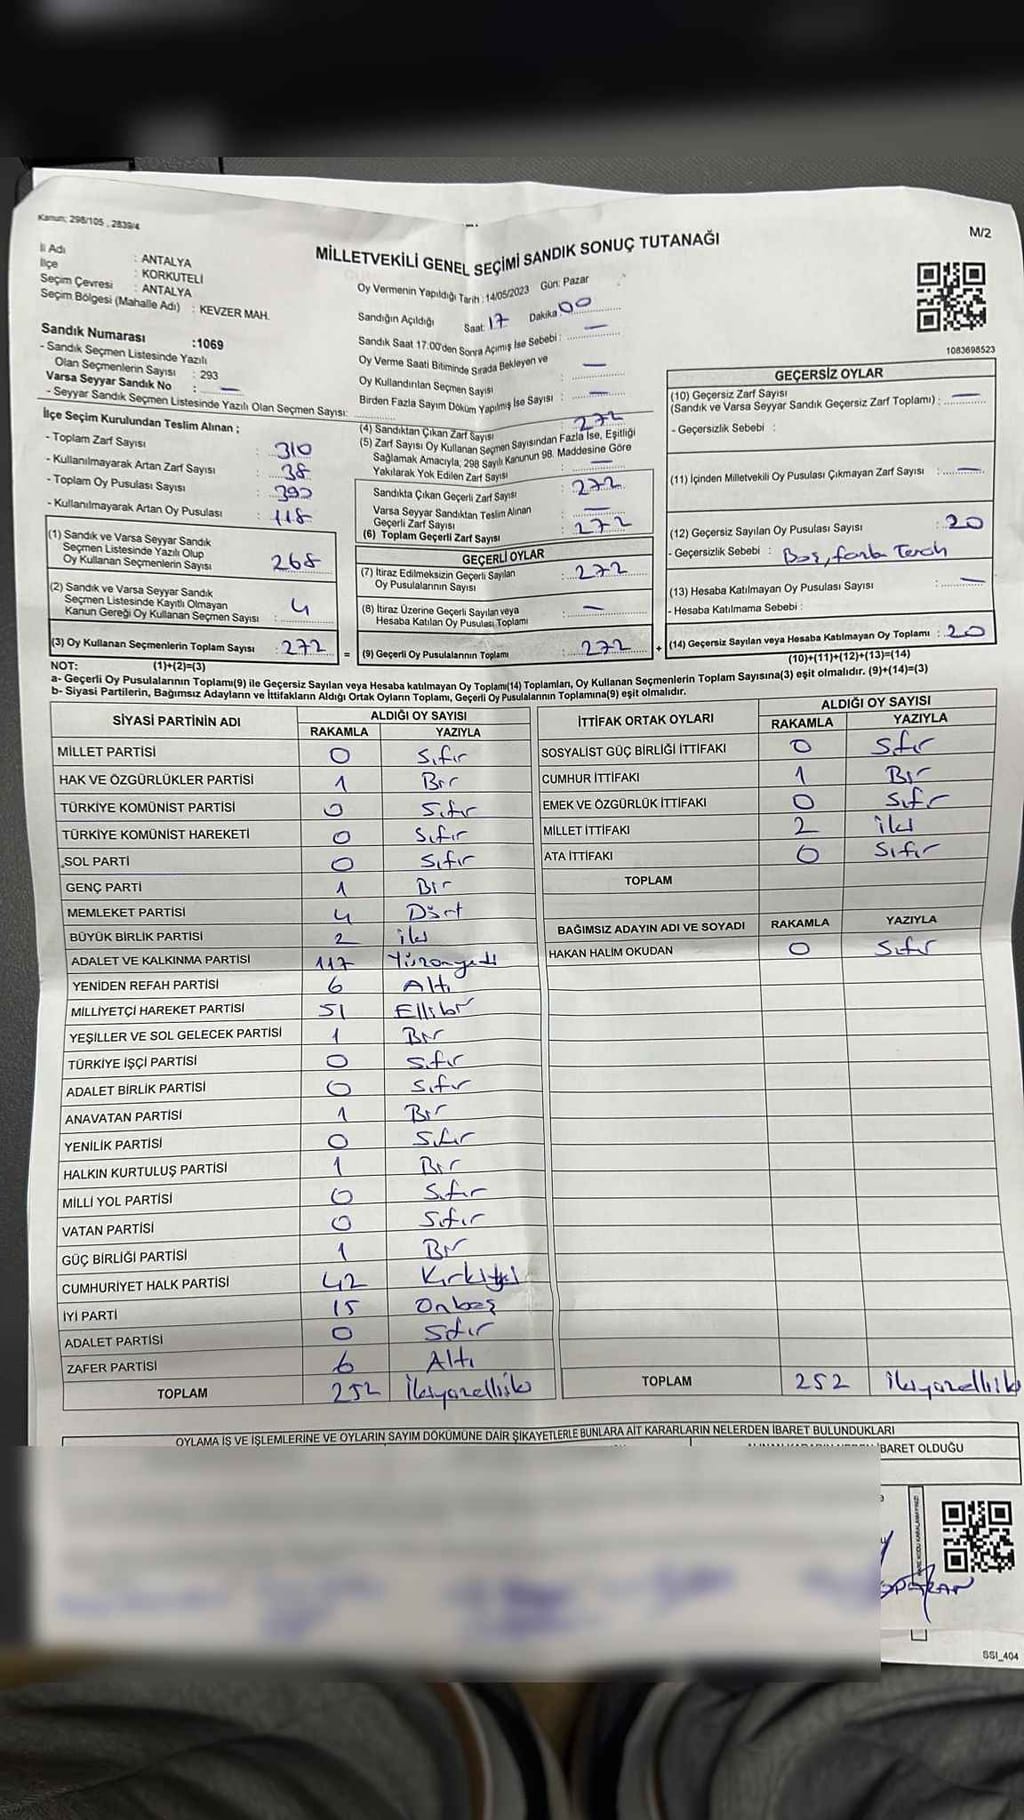 Kanun: 298/105 , 2839/4
M/2
MİLLETVEKİLİ GENEL SEÇİMİ SANDIK SONUÇ TUTANAĞI
İl Adı : ANTALYA
İlçe : KORKUTELİ
Seçim Çevresi : ANTALYA
Seçim Bölgesi (Mahalle Adı) : KEVZER MAH.
Sandık Numarası :1069
- Sandık Seçmen Listesinde Yazılı
Olan Seçmenlerin Sayısı : 293
Varsa Seyyar Sandık No : —
- Seyyar Sandık Seçmen Listesinde Yazılı Olan Seçmen Sayısı:
Oy Vermenin Yapıldığı Tarih : 14/05/2023 Gün: Pazar
Sandığın Açıldığı Saat: 17 Dakika: 00
Sandık Saat 17:00'den Sonra Açımış İse Sebebi : —
Oy Verme Saati Bitiminde Sırada Bekleyen ve
Oy Kullandırılan Seçmen Sayısı : —
Birden Fazla Sayım Döküm Yapılmış İse Sayısı : —
1083698523
İlçe Seçim Kurulundan Teslim Alınan ;
- Toplam Zarf Sayısı : 310
- Kullanılmayarak Artan Zarf Sayısı : 38
- Toplam Oy Pusulası Sayısı : 390
- Kullanılmayarak Artan Oy Pusulası : 118
(1) Sandık ve Varsa Seyyar Sandık
Seçmen Listesinde Yazılı Olup
Oy Kullanan Seçmenlerin Sayısı : 268
(2) Sandık ve Varsa Seyyar Sandık
Seçmen Listesinde Kayıtlı Olmayan
Kanun Gereği Oy Kullanan Seçmen Sayısı : 4
(3) Oy Kullanan Seçmenlerin Toplam Sayısı : 272
(4) Sandıktan Çıkan Zarf Sayısı : 272
(5) Zarf Sayısı Oy Kullanan Seçmen Sayısından Fazla İse, Eşitliği
Sağlamak Amacıyla, 298 Sayılı Kanunun 98. Maddesine Göre
Yakılarak Yok Edilen Zarf Sayısı : —
Sandıkta Çıkan Geçerli Zarf Sayısı : 272
Varsa Seyyar Sandıktan Teslim Alınan
Geçerli Zarf Sayısı : —
(6) Toplam Geçerli Zarf Sayısı : 272
GEÇERLİ OYLAR
(7) İtiraz Edilmeksizin Geçerli Sayılan
Oy Pusulalarının Sayısı : 272
(8) İtiraz Üzerine Geçerli Sayılan veya
Hesaba Katılan Oy Pusulası Toplamı : —
= (9) Geçerli Oy Pusulalarının Toplamı : 272
GEÇERSİZ OYLAR
(10) Geçersiz Zarf Sayısı
(Sandık ve Varsa Seyyar Sandık Geçersiz Zarf Toplamı) : —
- Geçersizlik Sebebi :
(11) İçinden Milletvekili Oy Pusulası Çıkmayan Zarf Sayısı : —
(12) Geçersiz Sayılan Oy Pusulası Sayısı : 20
- Geçersizlik Sebebi : Boş, fazla Tercih
(13) Hesaba Katılmayan Oy Pusulası Sayısı : —
- Hesaba Katılmama Sebebi :
+ (14) Geçersiz Sayılan veya Hesaba Katılmayan Oy Toplamı : 20
NOT: (1)+(2)=(3)
(10)+(11)+(12)+(13)=(14)
a- Geçerli Oy Pusulalarının Toplamı(9) ile Geçersiz Sayılan veya Hesaba katılmayan Oy Toplamı(14) Toplamları, Oy Kullanan Seçmenlerin Toplam Sayısına(3) eşit olmalıdır. (9)+(14)=(3)
b- Siyasi Partilerin, Bağımsız Adayların ve İttifakların Aldığı Ortak Oyların Toplamı, Geçerli Oy Pusulalarının Toplamına(9) eşit olmalıdır.
SİYASİ PARTİNİN ADI ALDIĞI OY SAYISI
RAKAMLA YAZIYLA
MİLLET PARTİSİ 0 Sıfır
HAK VE ÖZGÜRLÜKLER PARTİSİ 1 Bir
TÜRKİYE KOMÜNİST PARTİSİ 0 Sıfır
TÜRKİYE KOMÜNİST HAREKETİ 0 Sıfır
SOL PARTİ 0 Sıfır
GENÇ PARTİ 1 Bir
MEMLEKET PARTİSİ 4 Dört
BÜYÜK BİRLİK PARTİSİ 2 iki
ADALET VE KALKINMA PARTİSİ 117 Yüzonyedi
YENİDEN REFAH PARTİSİ 6 Altı
MİLLİYETÇİ HAREKET PARTİSİ 51 Ellibir
YEŞİLLER VE SOL GELECEK PARTİSİ 1 Bir
TÜRKİYE İŞÇİ PARTİSİ 0 Sıfır
ADALET BİRLİK PARTİSİ 0 Sıfır
ANAVATAN PARTİSİ 1 Bir
YENİLİK PARTİSİ 0 Sıfır
HALKIN KURTULUŞ PARTİSİ 1 Bir
MİLLİ YOL PARTİSİ 0 Sıfır
VATAN PARTİSİ 0 Sıfır
GÜÇ BİRLİĞİ PARTİSİ 1 Bir
CUMHURİYET HALK PARTİSİ 42 Kırkiki
İYİ PARTİ 15 Onbeş
ADALET PARTİSİ 0 Sıfır
ZAFER PARTİSİ 6 Altı
TOPLAM 252 İkiyüzelliiki
İTTİFAK ORTAK OYLARI ALDIĞI OY SAYISI
RAKAMLA YAZIYLA
SOSYALİST GÜÇ BİRLİĞİ İTTİFAKI 0 Sıfır
CUMHUR İTTİFAKI 1 Bir
EMEK VE ÖZGÜRLÜK İTTİFAKI 0 Sıfır
MİLLET İTTİFAKI 2 iki
ATA İTTİFAKI 0 Sıfır
TOPLAM
BAĞIMSIZ ADAYIN ADI VE SOYADI RAKAMLA YAZIYLA
HAKAN HALİM OKUDAN 0 Sıfır
TOPLAM 252 İkiyüzelliiki
OYLAMA İŞ VE İŞLEMLERİNE VE OYLARIN SAYIM DÖKÜMÜNE DAİR ŞİKAYETLERLE BUNLARA AİT KARARLARIN NELERDEN İBARET BULUNDUKLARI
İBARET OLDUĞU
SSI_404